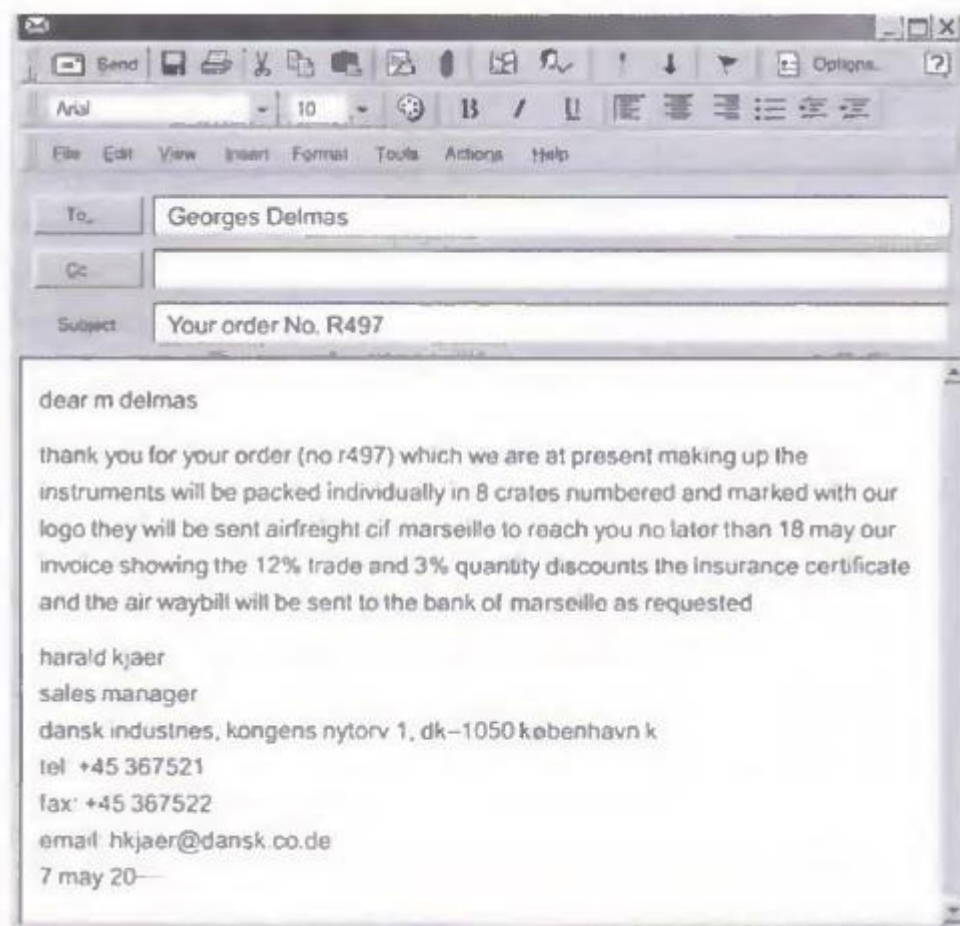 Send Options...
Arial 10 B I U
File Edit View Insert Format Tools Actions Help
To... Georges Delmas
Cc...
Subject Your order No. R497
dear m delmas
thank you for your order (no r497) which we are at present making up the
instruments will be packed individually in 8 crates numbered and marked with our
logo they will be sent airfreight cif marseille to reach you no later than 18 may our
invoice showing the 12% trade and 3% quantity discounts the insurance certificate
and the air waybill will be sent to the bank of marseille as requested
harald kjaer
sales manager
dansk industries, kongens nytorv 1, dk–1050 københavn k
tel: +45 367521
fax: +45 367522
email: hkjaer@dansk.co.de
7 may 20—